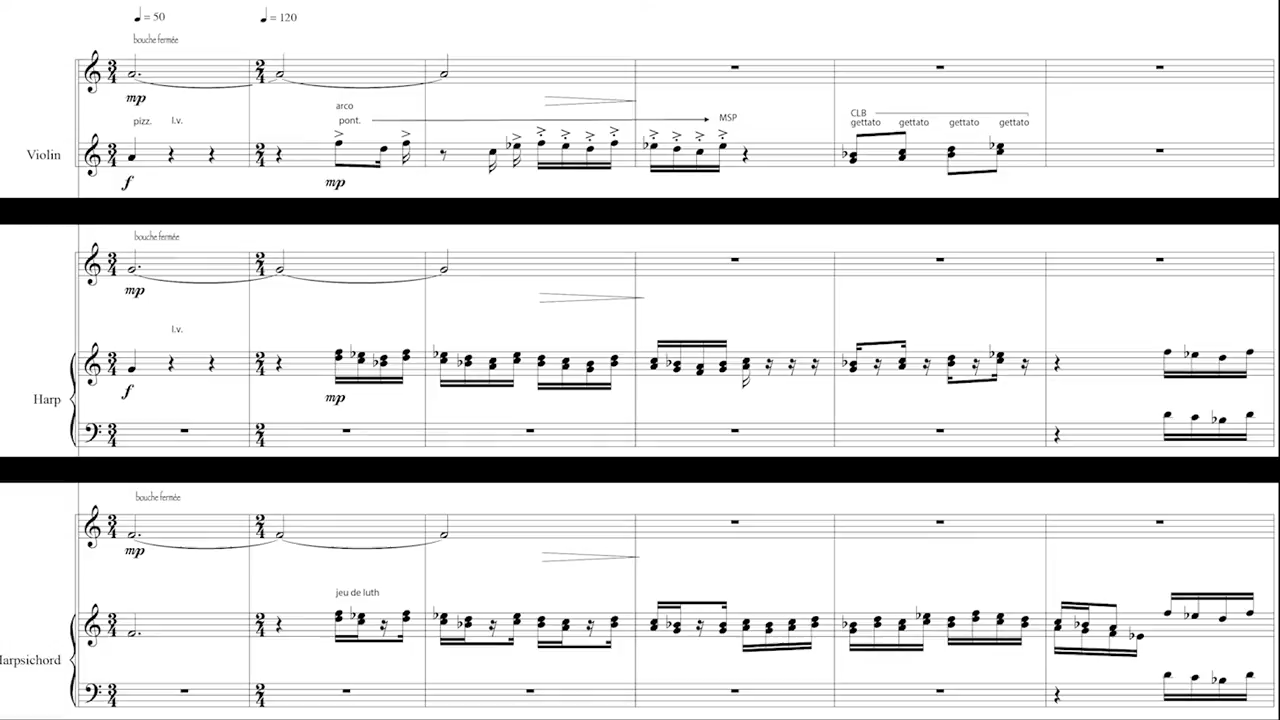 = 50 = 120
bouche fermée
mp
arco
pizz. l.v. pont. MSP CLB
gettato gettato gettato gettato
Violin
f mp
bouche fermée
mp
l.v.
f mp
Harp
bouche fermée
mp
jeu de luth
arpsichord